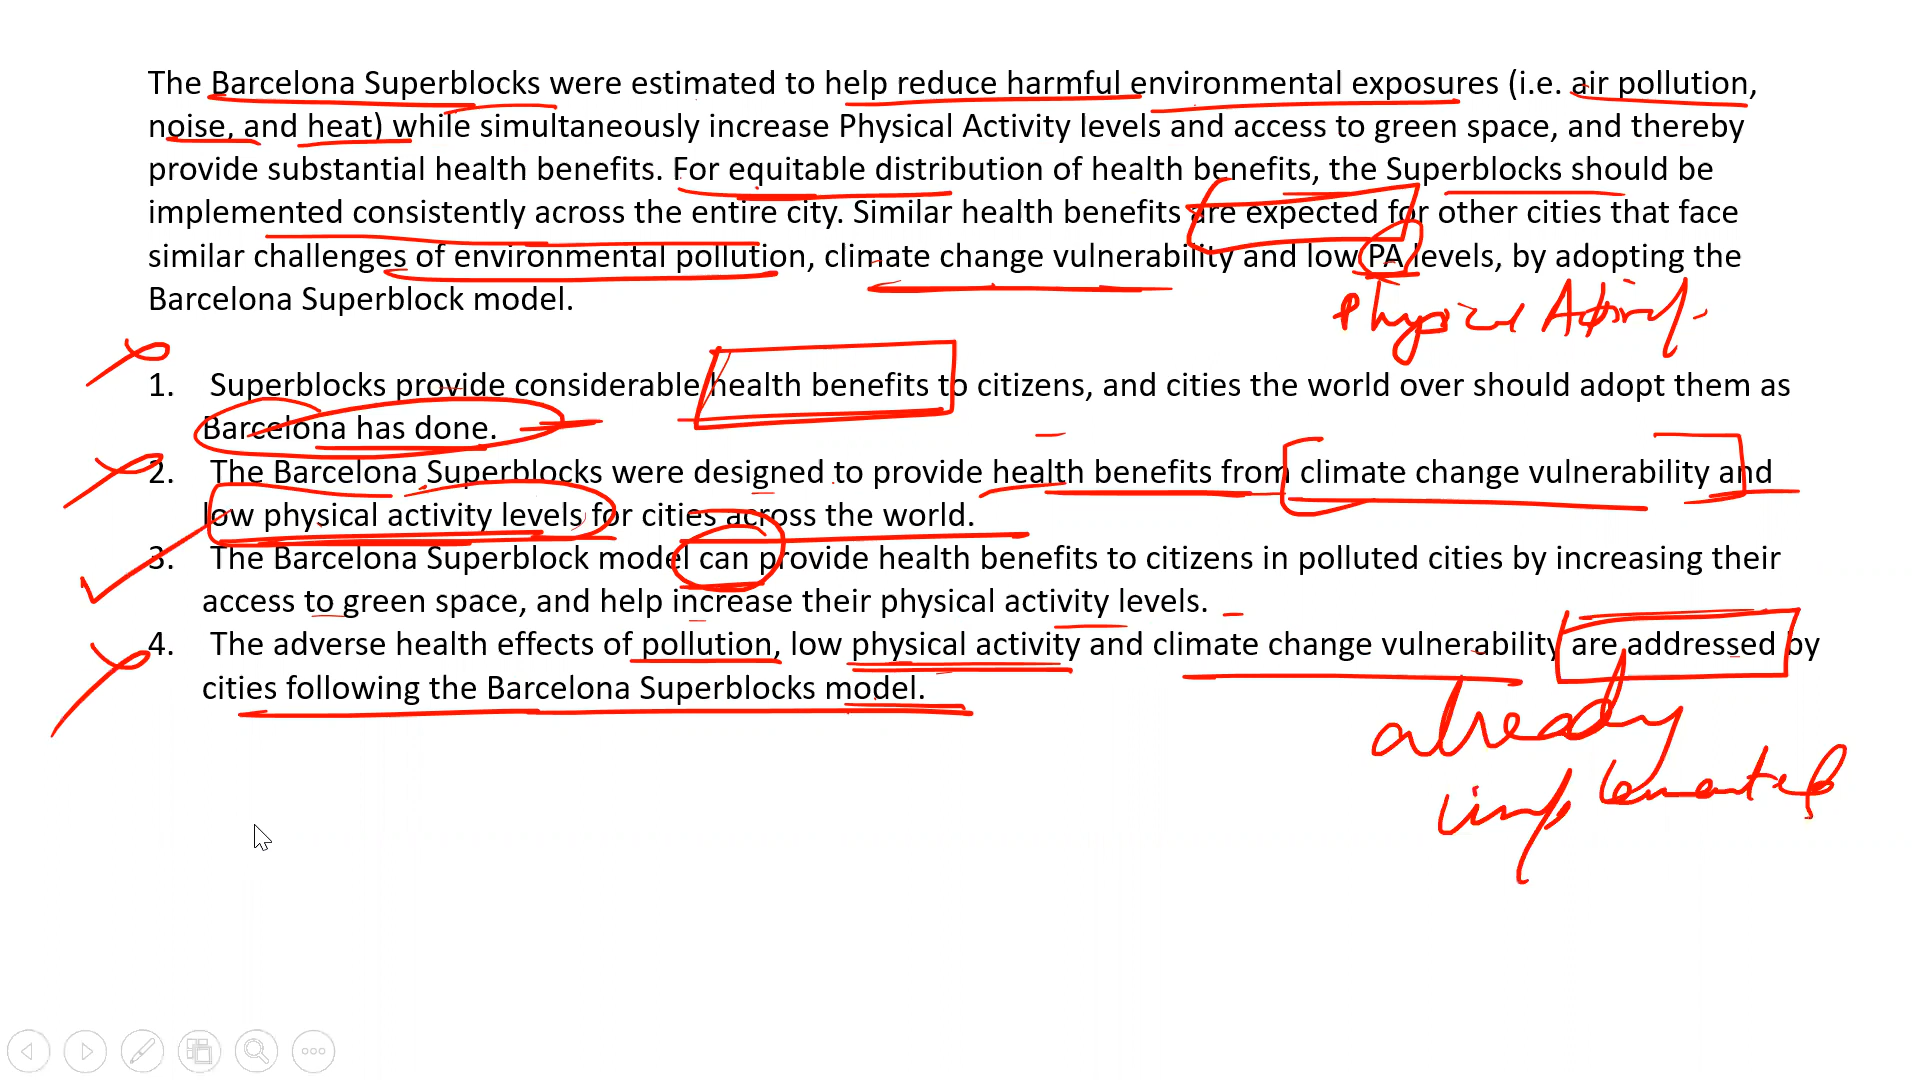 The Barcelona Superblocks were estimated to help reduce harmful environmental exposures (i.e. air pollution,
noise, and heat) while simultaneously increase Physical Activity levels and access to green space, and thereby
provide substantial health benefits. For equitable distribution of health benefits, the Superblocks should be
implemented consistently across the entire city. Similar health benefits are expected for other cities that face
similar challenges of environmental pollution, climate change vulnerability and low PA levels, by adopting the
Barcelona Superblock model.
Physical Activity
1. Superblocks provide considerable health benefits to citizens, and cities the world over should adopt them as
Barcelona has done.
2. The Barcelona Superblocks were designed to provide health benefits from climate change vulnerability and
low physical activity levels for cities across the world.
3. The Barcelona Superblock model can provide health benefits to citizens in polluted cities by increasing their
access to green space, and help increase their physical activity levels.
4. The adverse health effects of pollution, low physical activity and climate change vulnerability are addressed by
cities following the Barcelona Superblocks model.
already
implemented